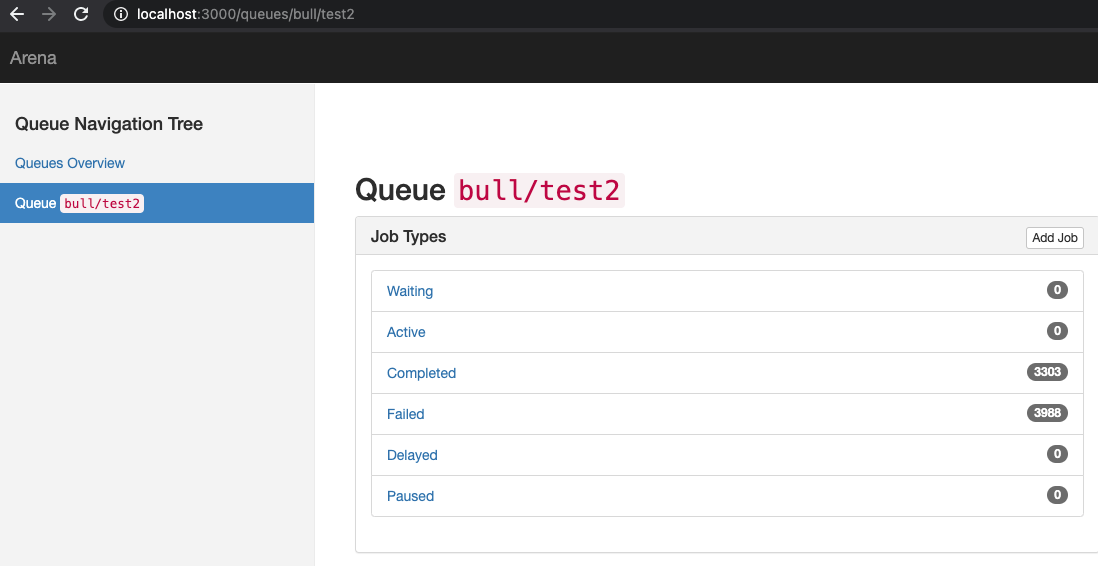 localhost:3000/queues/bull/test2
Arena
Queue Navigation Tree
Queues Overview
Queue bull/test2
Queue bull/test2
Job Types Add Job
Waiting 0
Active 0
Completed 3303
Failed 3988
Delayed 0
Paused 0